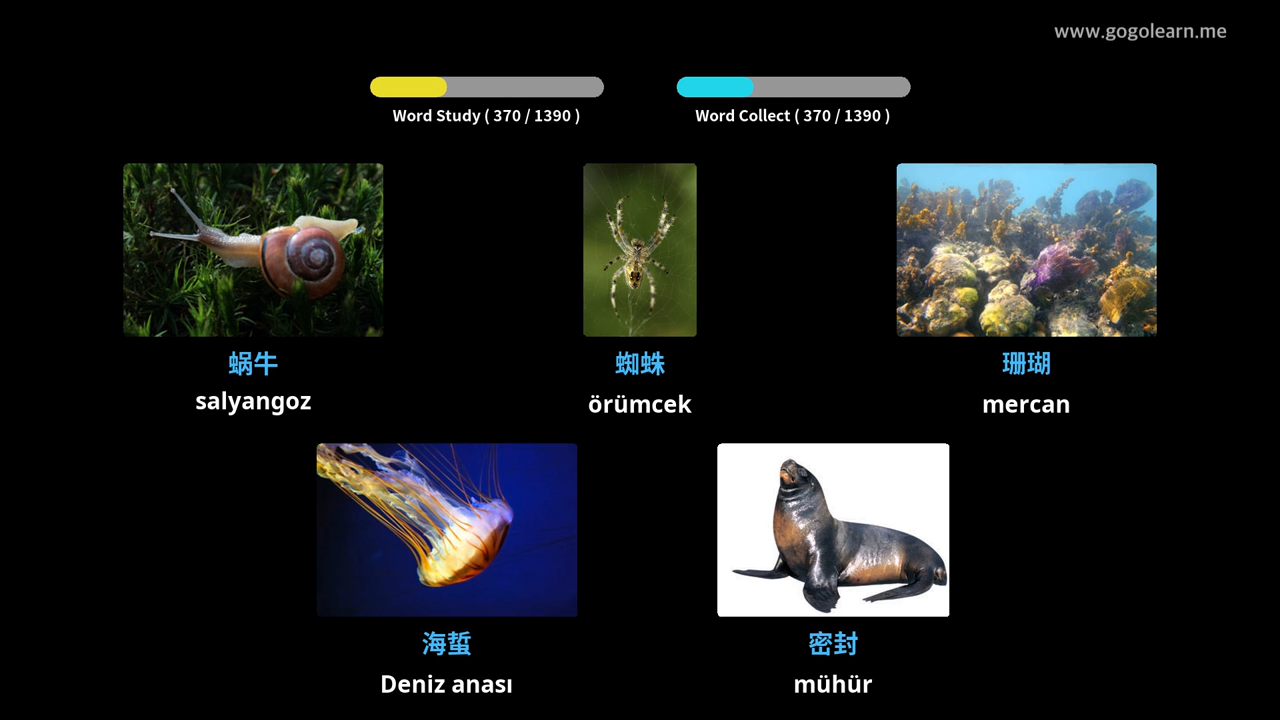 www.gogolearn.me
Word Study ( 370 / 1390 )
Word Collect ( 370 / 1390 )
蜗牛
salyangoz
蜘蛛
örümcek
珊瑚
mercan
海蜇
Deniz anası
密封
mühür